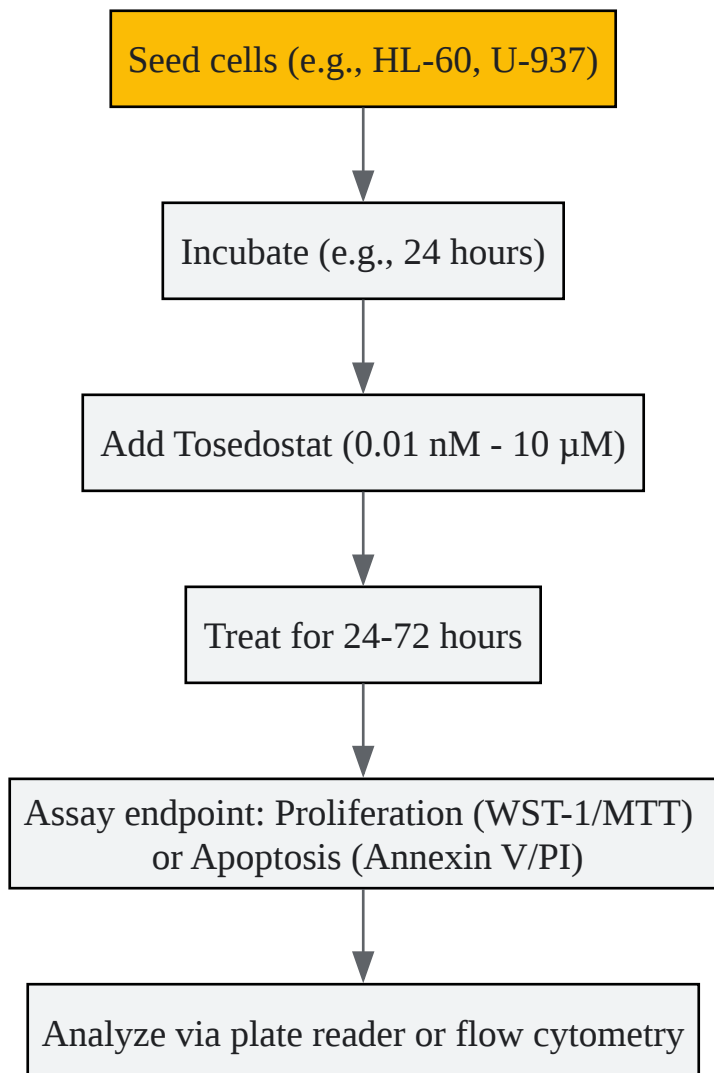 Seed cells (e.g., HL-60, U-937)
Incubate (e.g., 24 hours)
Add Tosedostat (0.01 nM - 10 µM)
Treat for 24-72 hours
Assay endpoint: Proliferation (WST-1/MTT)
or Apoptosis (Annexin V/PI)
Analyze via plate reader or flow cytometry